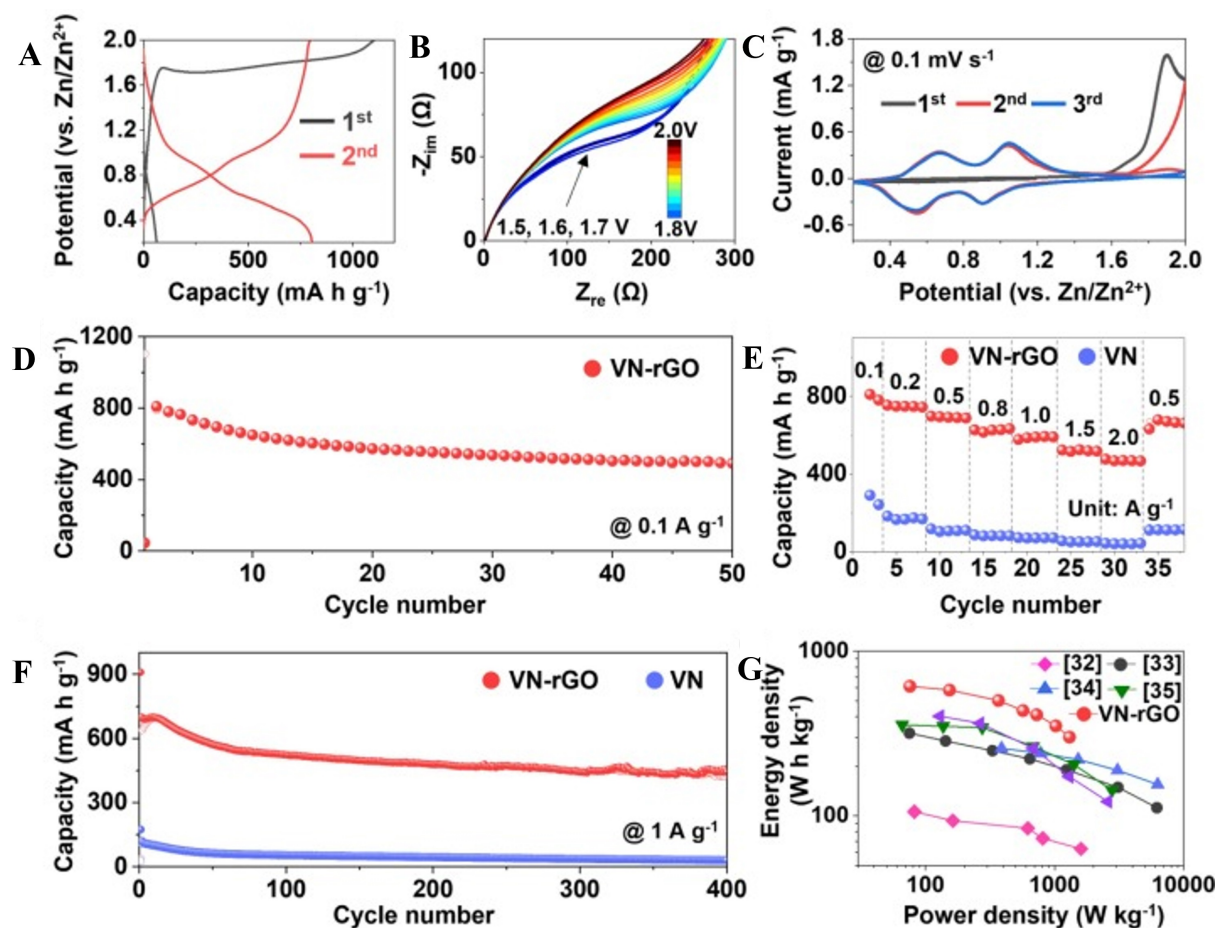 A
Potential (vs. Zn/Zn²⁺)
2.0
1.6
1.2
0.8
0.4
1st
2nd
0 500 1000
Capacity (mA h g⁻¹)
B
-Z_im (Ω)
100
50
0
2.0V
1.8V
1.5, 1.6, 1.7 V
0 100 200 300
Z_re (Ω)
C
Current (mA g⁻¹)
1.8
1.2
0.6
0.0
-0.6
@ 0.1 mV s⁻¹
1st 2nd 3rd
0.4 0.8 1.2 1.6 2.0
Potential (vs. Zn/Zn²⁺)
D
Capacity (mA h g⁻¹)
1200
800
400
0
VN-rGO
@ 0.1 A g⁻¹
10 20 30 40 50
Cycle number
E
Capacity (mA h g⁻¹)
800
400
0
VN-rGO VN
0.1 0.2 0.5 0.8 1.0 1.5 2.0 0.5
Unit: A g⁻¹
0 5 10 15 20 25 30 35
Cycle number
F
Capacity (mA h g⁻¹)
900
600
300
0
VN-rGO VN
@ 1 A g⁻¹
0 100 200 300 400
Cycle number
G
Energy density
(W h kg⁻¹)
1000
100
[32] [33]
[34] [35]
VN-rGO
100 1000 10000
Power density (W kg⁻¹)